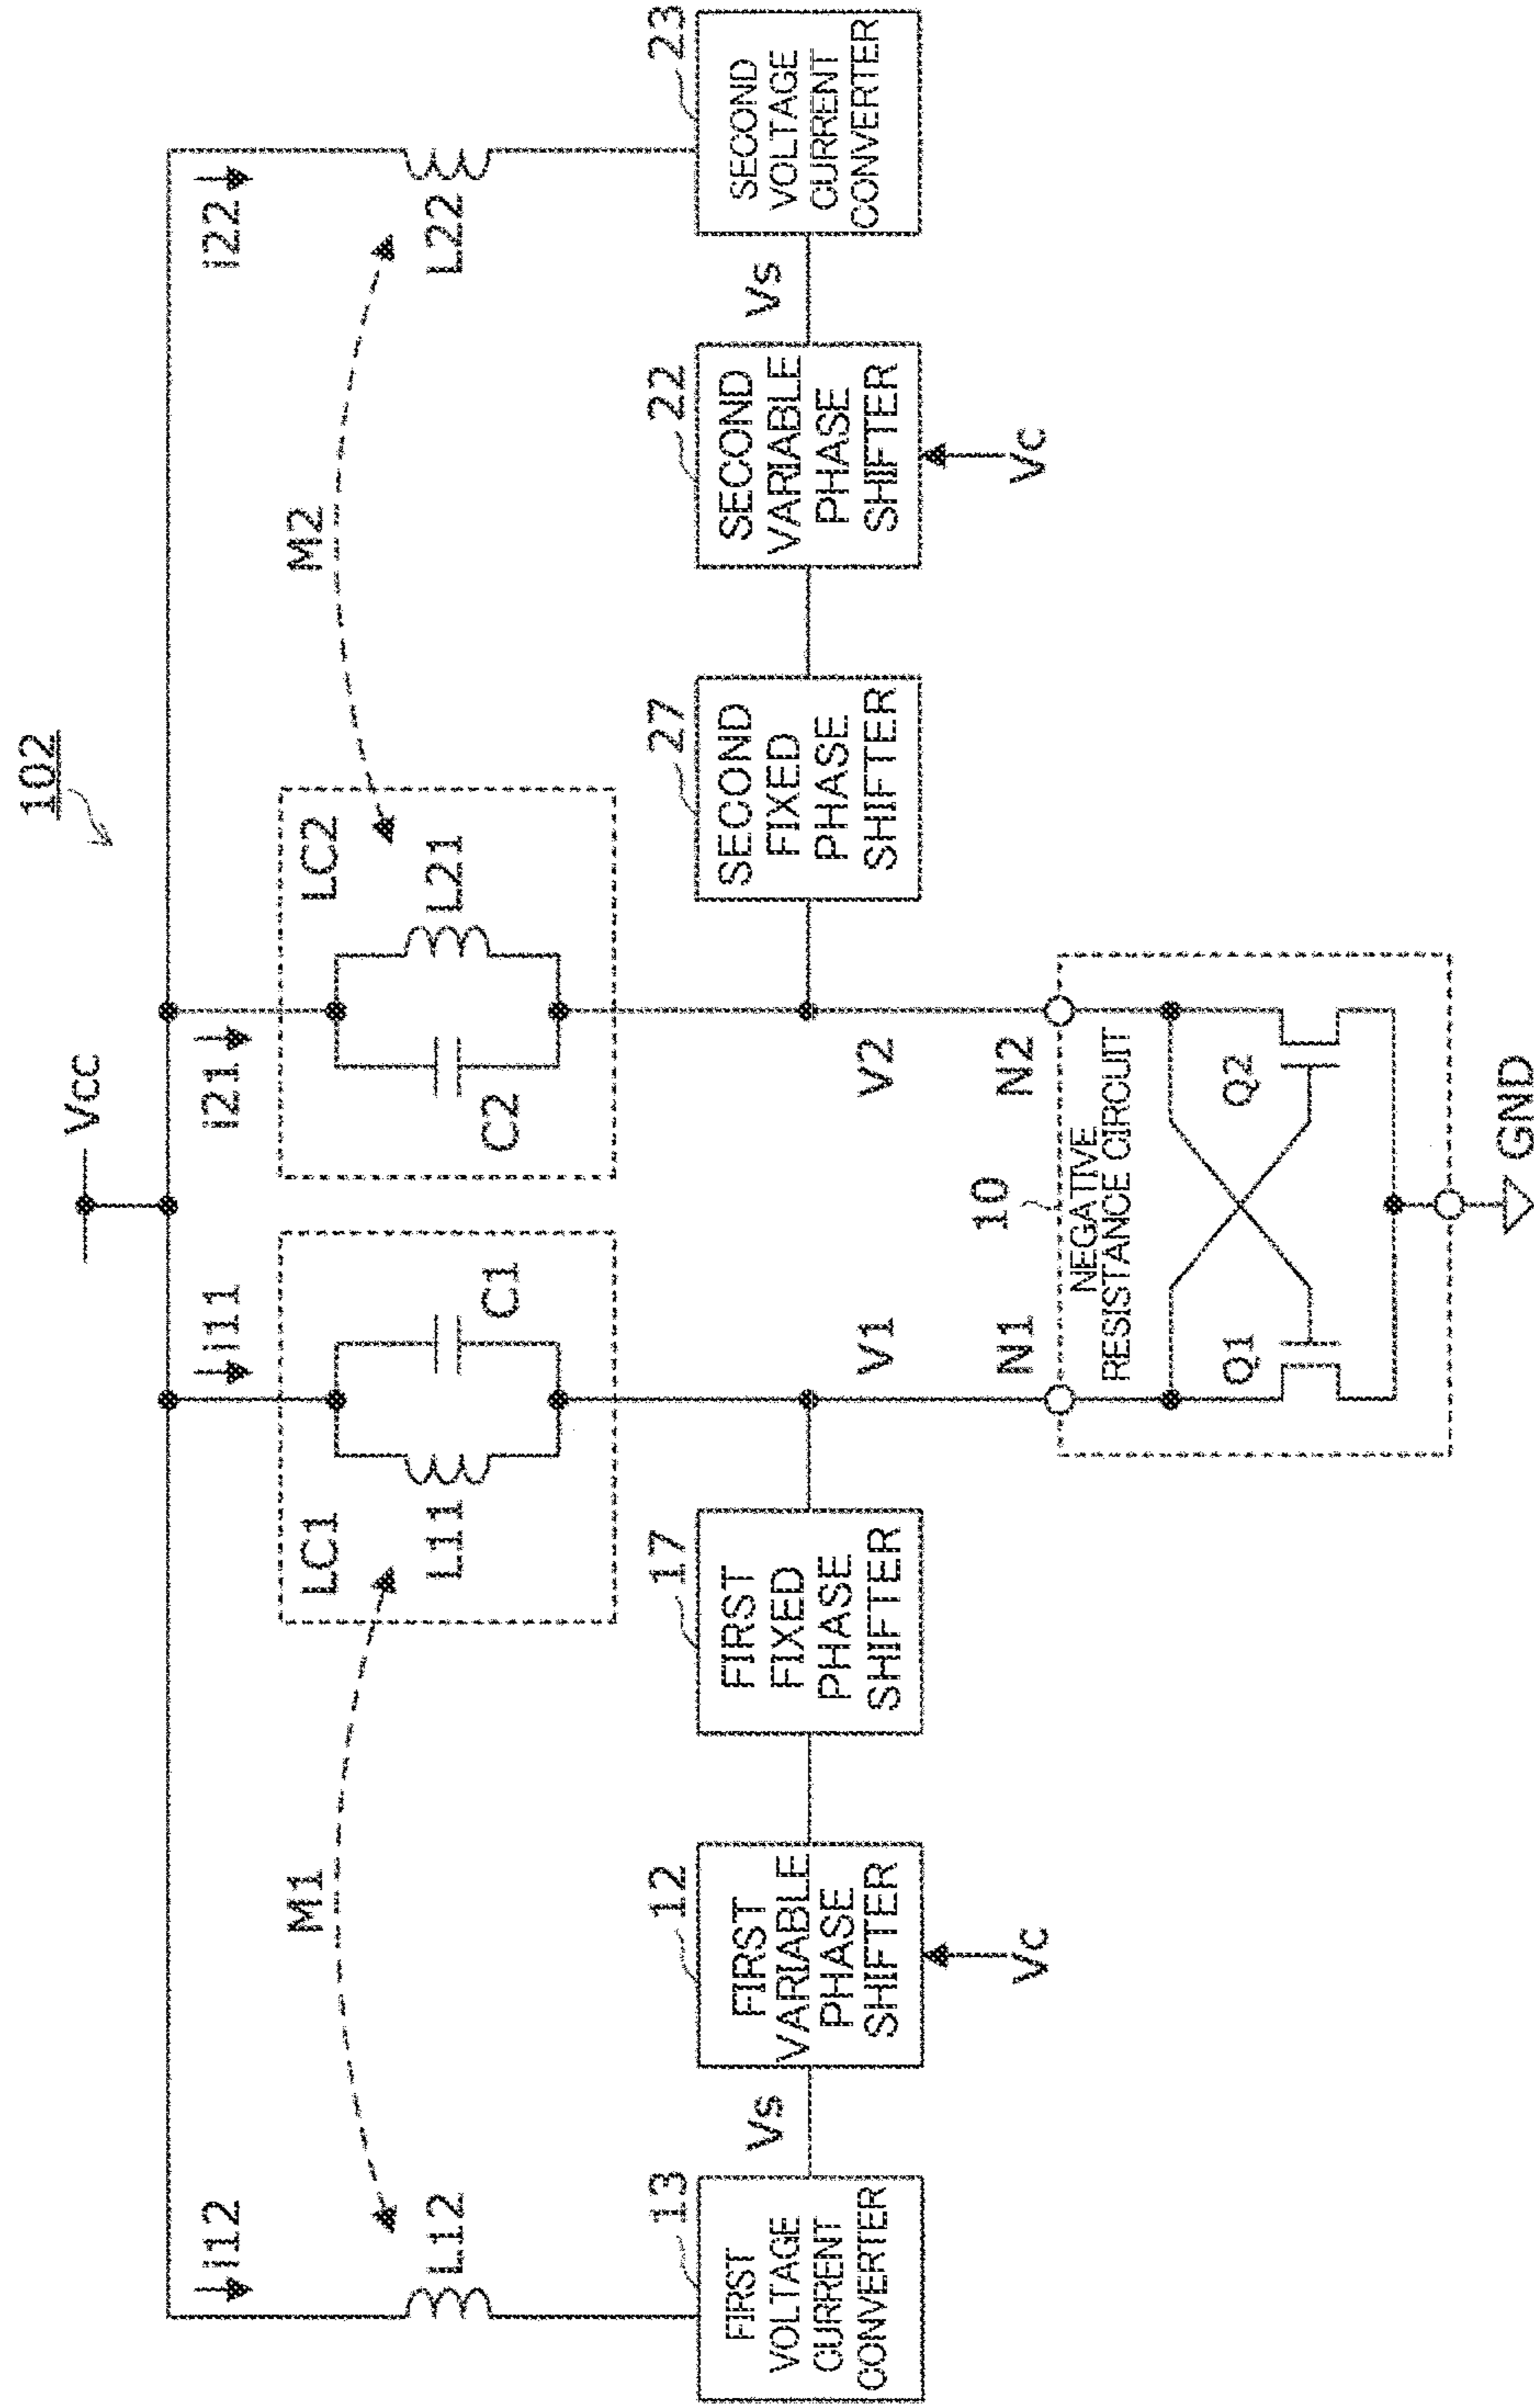 102
Vcc
i12
i11
i21
i22
M1
M2
LC1
LC2
L12
L11
C1
C2
L21
L22
13
FIRST
VOLTAGE
CURRENT
CONVERTER
Vs
12
FIRST
VARIABLE
PHASE
SHIFTER
Vc
17
FIRST
FIXED
PHASE
SHIFTER
V1
V2
27
SECOND
FIXED
PHASE
SHIFTER
22
SECOND
VARIABLE
PHASE
SHIFTER
Vc
Vs
23
SECOND
VOLTAGE
CURRENT
CONVERTER
10
N1
N2
NEGATIVE
RESISTANCE CIRCUIT
Q1
Q2
GND